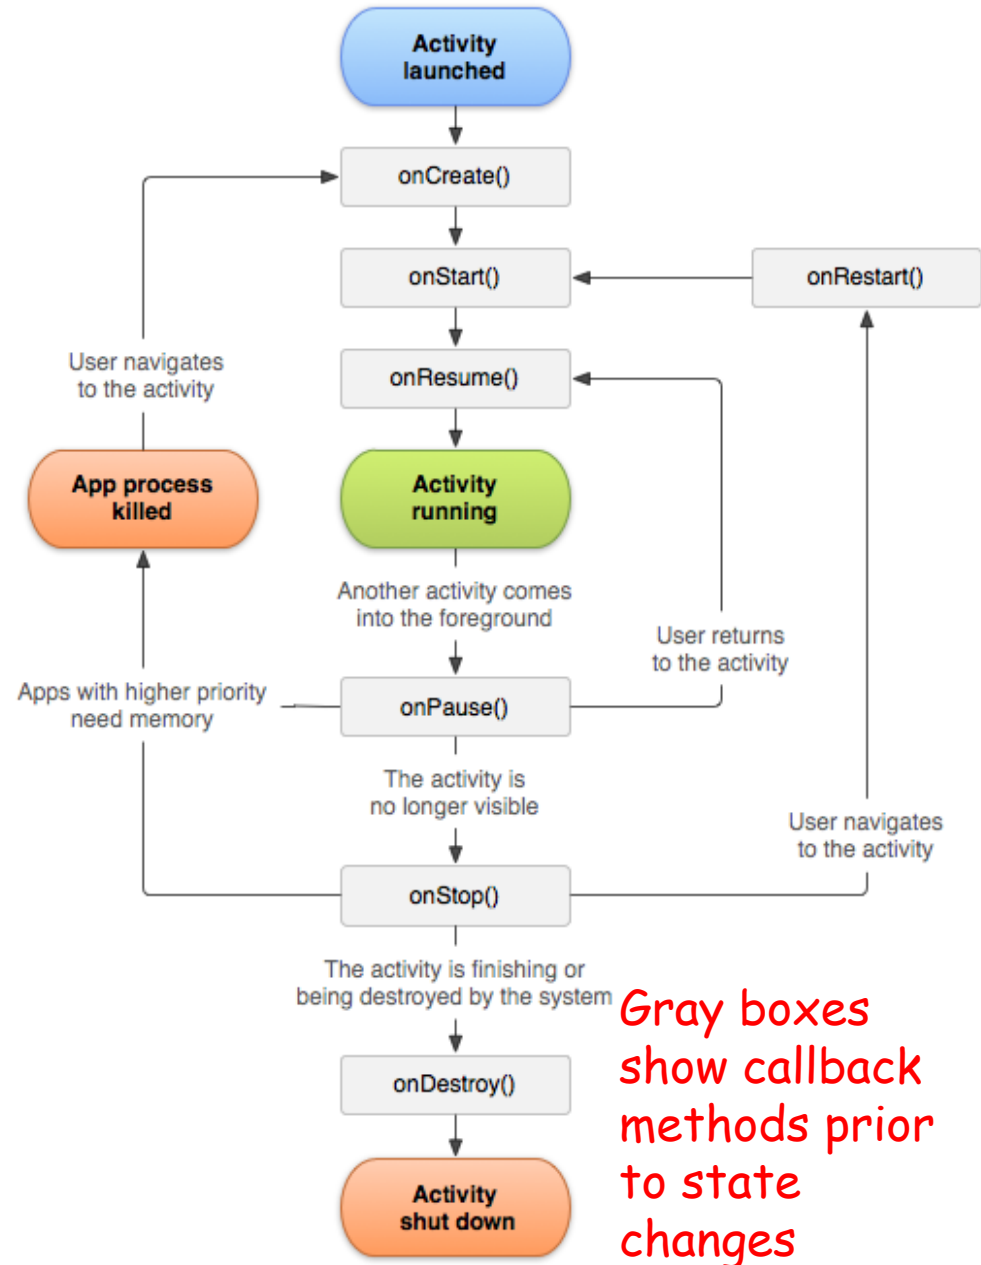 Activity
launched
onCreate()
onStart()
onRestart()
User navigates
to the activity
onResume()
App process
killed
Activity
running
Another activity comes
into the foreground
User returns
to the activity
Apps with higher priority
need memory
onPause()
The activity is
no longer visible
User navigates
to the activity
onStop()
The activity is finishing or
being destroyed by the system
onDestroy()
Activity
shut down
Gray boxes
show callback
methods prior
to state
changes